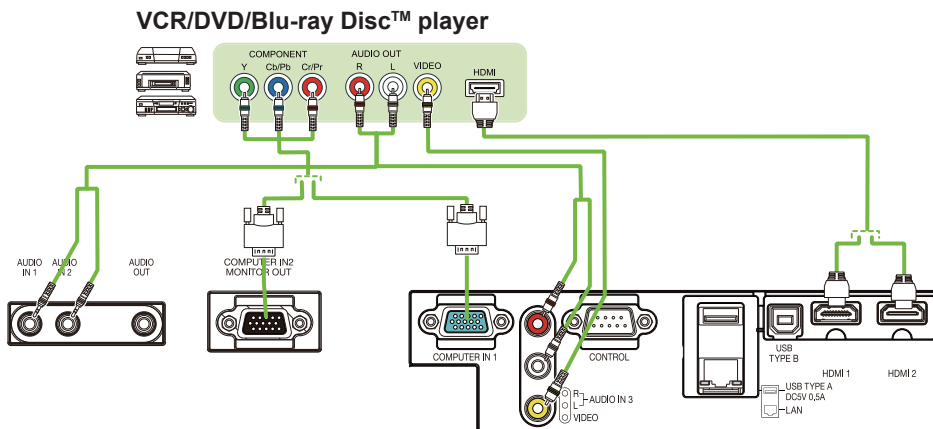 VCR/DVD/Blu-ray Disc™ player
COMPONENT
Y Cb/Pb Cr/Pr
AUDIO OUT
R L
VIDEO
HDMI
AUDIO
IN 1
AUDIO
IN 2
AUDIO
OUT
COMPUTER IN2
MONITOR OUT
COMPUTER IN 1
CONTROL
R
L
AUDIO IN 3
VIDEO
USB
TYPE B
HDMI 1
HDMI 2
USB TYPE A
DC5V 0,5A
LAN